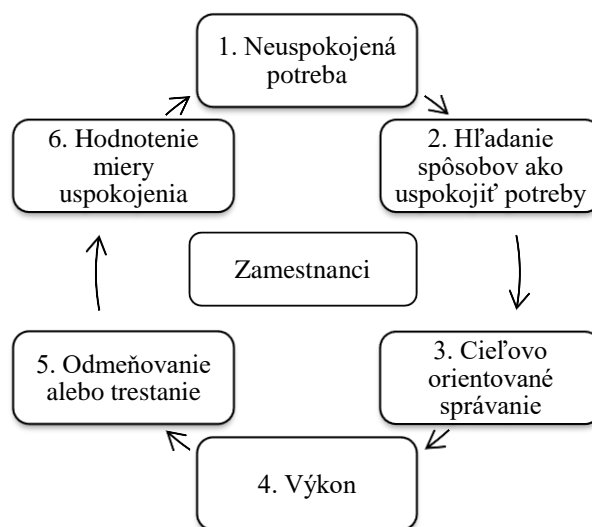 1. Neuspokojená
potreba
2. Hľadanie
spôsobov ako
uspokojiť potreby
3. Cieľovo
orientované
správanie
4. Výkon
5. Odmeňovanie
alebo trestanie
6. Hodnotenie
miery
uspokojenia
Zamestnanci